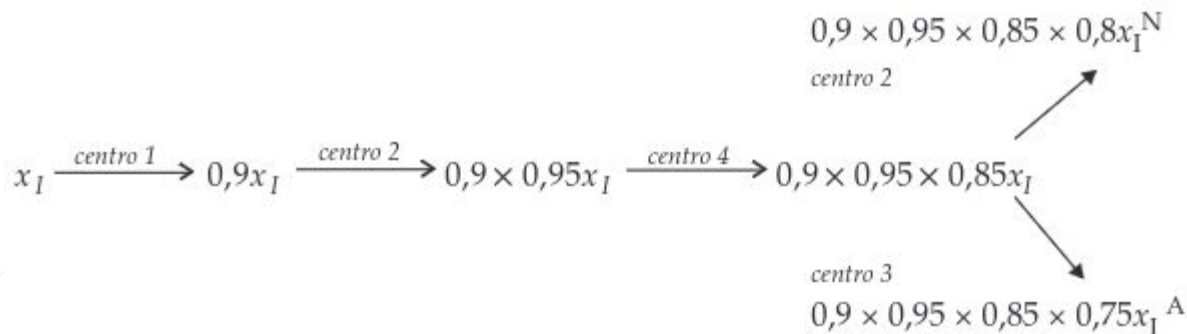 0,9 × 0,95 × 0,85 × 0,8x_I^N
centro 2
x_I centro 1 0,9x_I centro 2 0,9 × 0,95x_I centro 4 0,9 × 0,95 × 0,85x_I
centro 3
0,9 × 0,95 × 0,85 × 0,75x_I^A